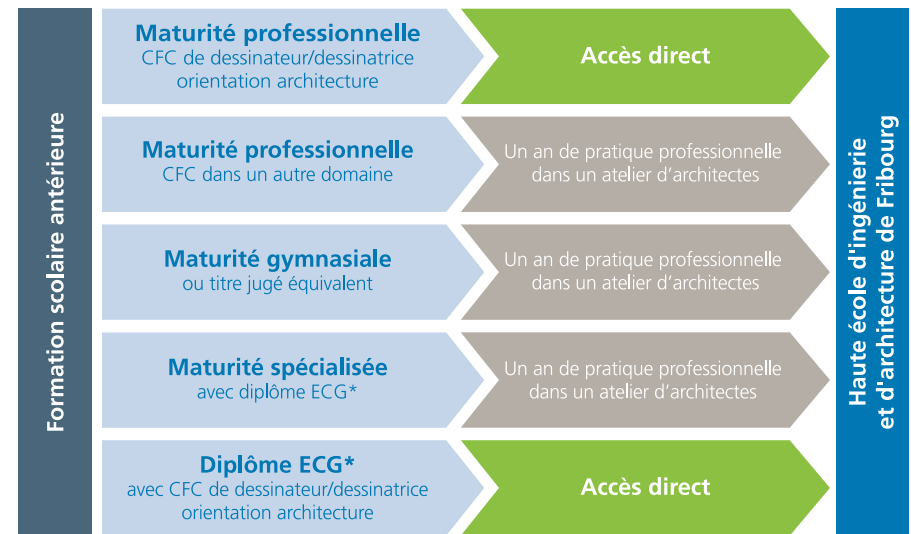 Formation scolaire antérieure
Maturité professionnelle
CFC de dessinateur/dessinatrice
orientation architecture
Accès direct
Maturité professionnelle
CFC dans un autre domaine
Un an de pratique professionnelle
dans un atelier d'architectes
Maturité gymnasiale
ou titre jugé équivalent
Un an de pratique professionnelle
dans un atelier d'architectes
Maturité spécialisée
avec diplôme ECG*
Un an de pratique professionnelle
dans un atelier d'architectes
Diplôme ECG*
avec CFC de dessinateur/dessinatrice
orientation architecture
Accès direct
Haute école d'ingénierie
et d'architecture de Fribourg